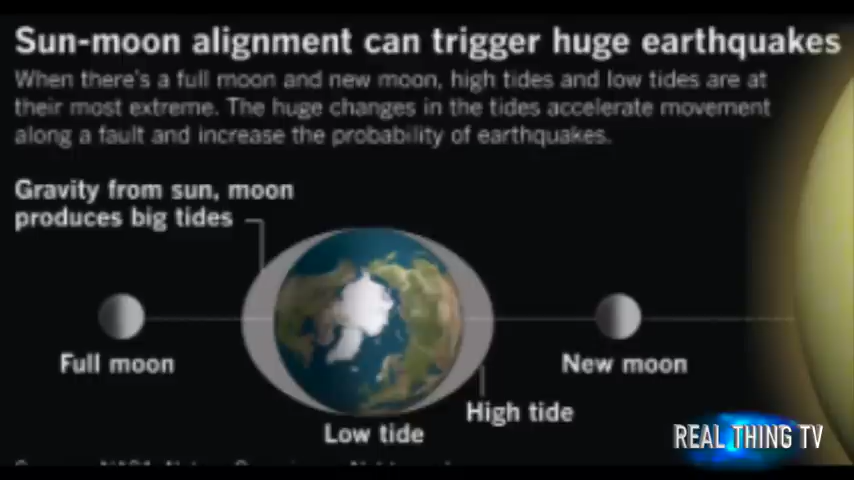 Sun-moon alignment can trigger huge earthquakes
When there's a full moon and new moon, high tides and low tides are at
their most extreme. The huge changes in the tides accelerate movement
along a fault and increase the probability of earthquakes.
Gravity from sun, moon
produces big tides
Full moon
New moon
High tide
Low tide
REAL THING TV